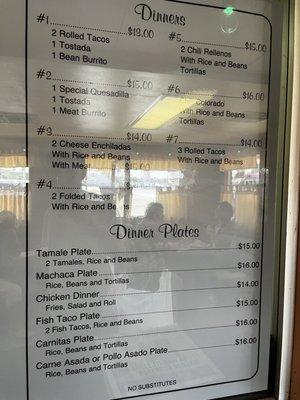 Dinners
#1 $13.00
2 Rolled Tacos
1 Tostada
1 Bean Burrito
#2 $15.00
1 Special Quesadilla
1 Tostada
1 Meat Burrito
#3 $14.00
2 Cheese Enchiladas
With Rice and Beans
With Meat $15.00
#4
2 Folded Tacos
With Rice and Beans
#5 $15.00
2 Chili Rellenos
With Rice and Beans
Tortillas
#6 $16.00
Colorado
With Rice and Beans
Tortillas
#7 $14.00
3 Rolled Tacos
With Rice and Beans
Dinner Plates
Tamale Plate $15.00
2 Tamales, Rice and Beans
Machaca Plate $16.00
Rice, Beans and Tortillas
Chicken Dinner $14.00
Fries, Salad and Roll
Fish Taco Plate $15.00
2 Fish Tacos, Rice and Beans
Carnitas Plate $16.00
Rice, Beans and Tortillas
Carne Asada or Pollo Asado Plate $16.00
Rice, Beans and Tortillas
NO SUBSTITUTES